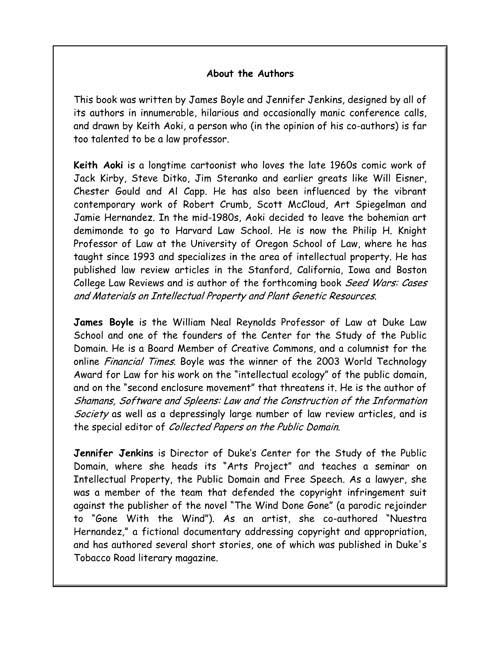 About the Authors
This book was written by James Boyle and Jennifer Jenkins, designed by all of
its authors in innumerable, hilarious and occasionally manic conference calls,
and drawn by Keith Aoki, a person who (in the opinion of his co-authors) is far
too talented to be a law professor.
Keith Aoki is a longtime cartoonist who loves the late 1960s comic work of
Jack Kirby, Steve Ditko, Jim Steranko and earlier greats like Will Eisner,
Chester Gould and Al Capp. He has also been influenced by the vibrant
contemporary work of Robert Crumb, Scott McCloud, Art Spiegelman and
Jamie Hernandez. In the mid-1980s, Aoki decided to leave the bohemian art
demimonde to go to Harvard Law School. He is now the Philip H. Knight
Professor of Law at the University of Oregon School of Law, where he has
taught since 1993 and specializes in the area of intellectual property. He has
published law review articles in the Stanford, California, Iowa and Boston
College Law Reviews and is author of the forthcoming book Seed Wars: Cases
and Materials on Intellectual Property and Plant Genetic Resources.
James Boyle is the William Neal Reynolds Professor of Law at Duke Law
School and one of the founders of the Center for the Study of the Public
Domain. He is a Board Member of Creative Commons, and a columnist for the
online Financial Times. Boyle was the winner of the 2003 World Technology
Award for Law for his work on the "intellectual ecology" of the public domain,
and on the "second enclosure movement" that threatens it. He is the author of
Shamans, Software and Spleens: Law and the Construction of the Information
Society as well as a depressingly large number of law review articles, and is
the special editor of Collected Papers on the Public Domain.
Jennifer Jenkins is Director of Duke's Center for the Study of the Public
Domain, where she heads its "Arts Project" and teaches a seminar on
Intellectual Property, the Public Domain and Free Speech. As a lawyer, she
was a member of the team that defended the copyright infringement suit
against the publisher of the novel "The Wind Done Gone" (a parodic rejoinder
to "Gone With the Wind"). As an artist, she co-authored "Nuestra
Hernandez," a fictional documentary addressing copyright and appropriation,
and has authored several short stories, one of which was published in Duke's
Tobacco Road literary magazine.